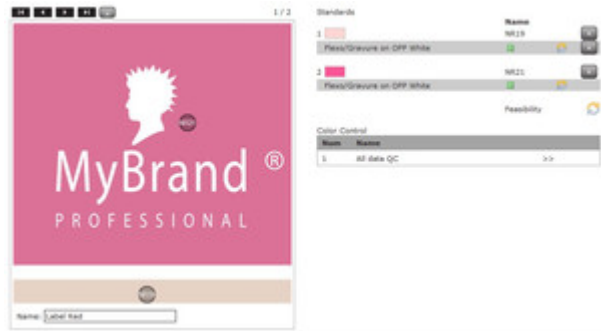 1 / 2
MyBrand ®
PROFESSIONAL
Name: Label Red
Standards
Name
1 NR19
Flexo/Gravure on OPP White
2 NR21
Flexo/Gravure on OPP White
Feasibility
Color Control
Num Name
1 All data QC >>